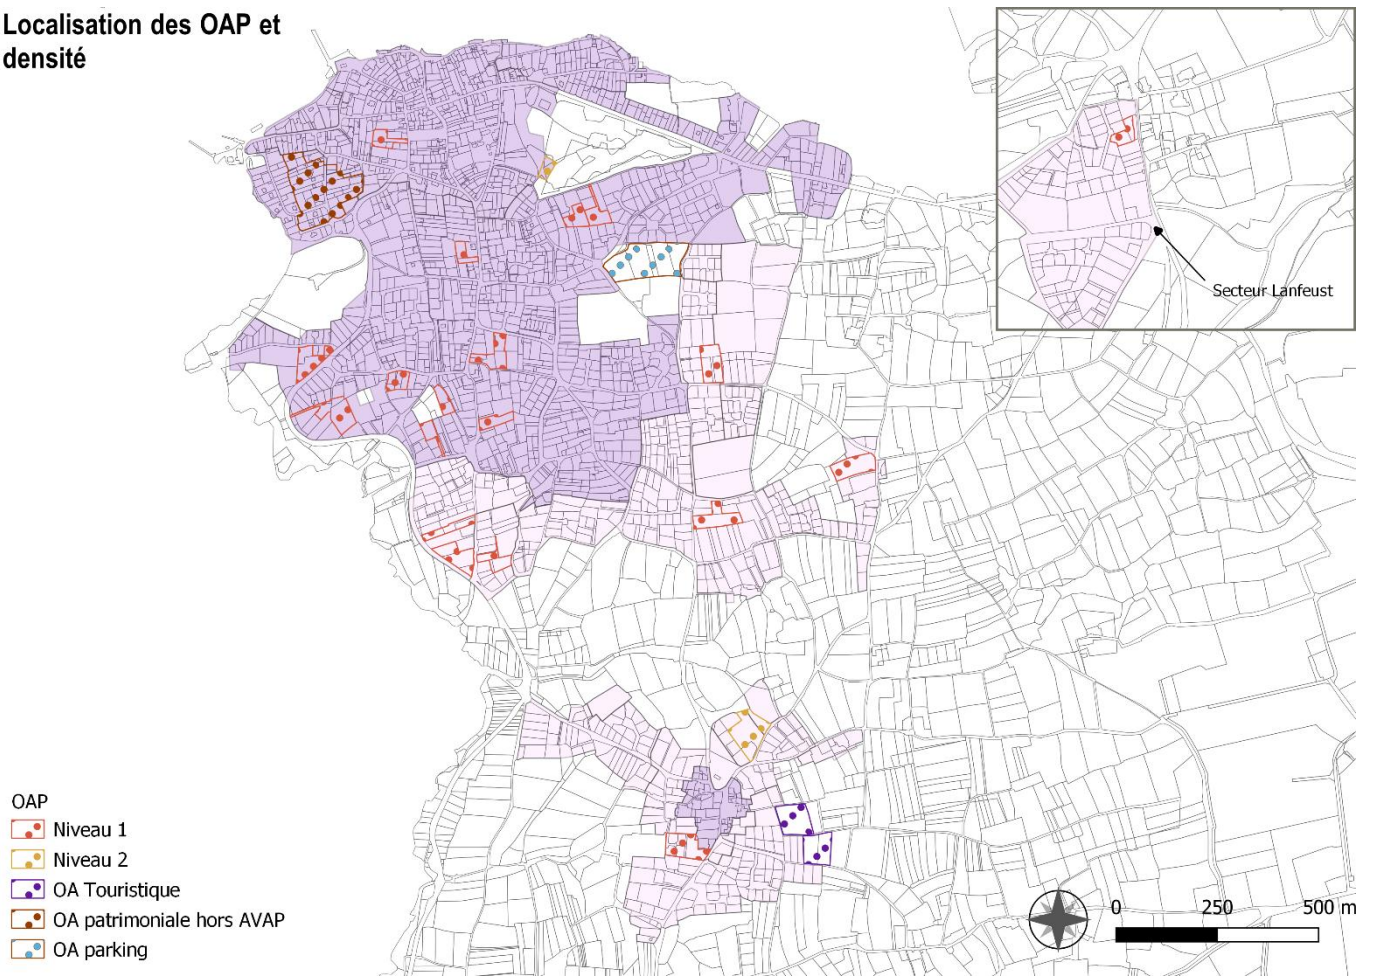 Localisation des OAP et
densité
Secteur Lanfeust
OAP
Niveau 1
Niveau 2
OA Touristique
OA patrimoniale hors AVAP
OA parking
0 250 500 m